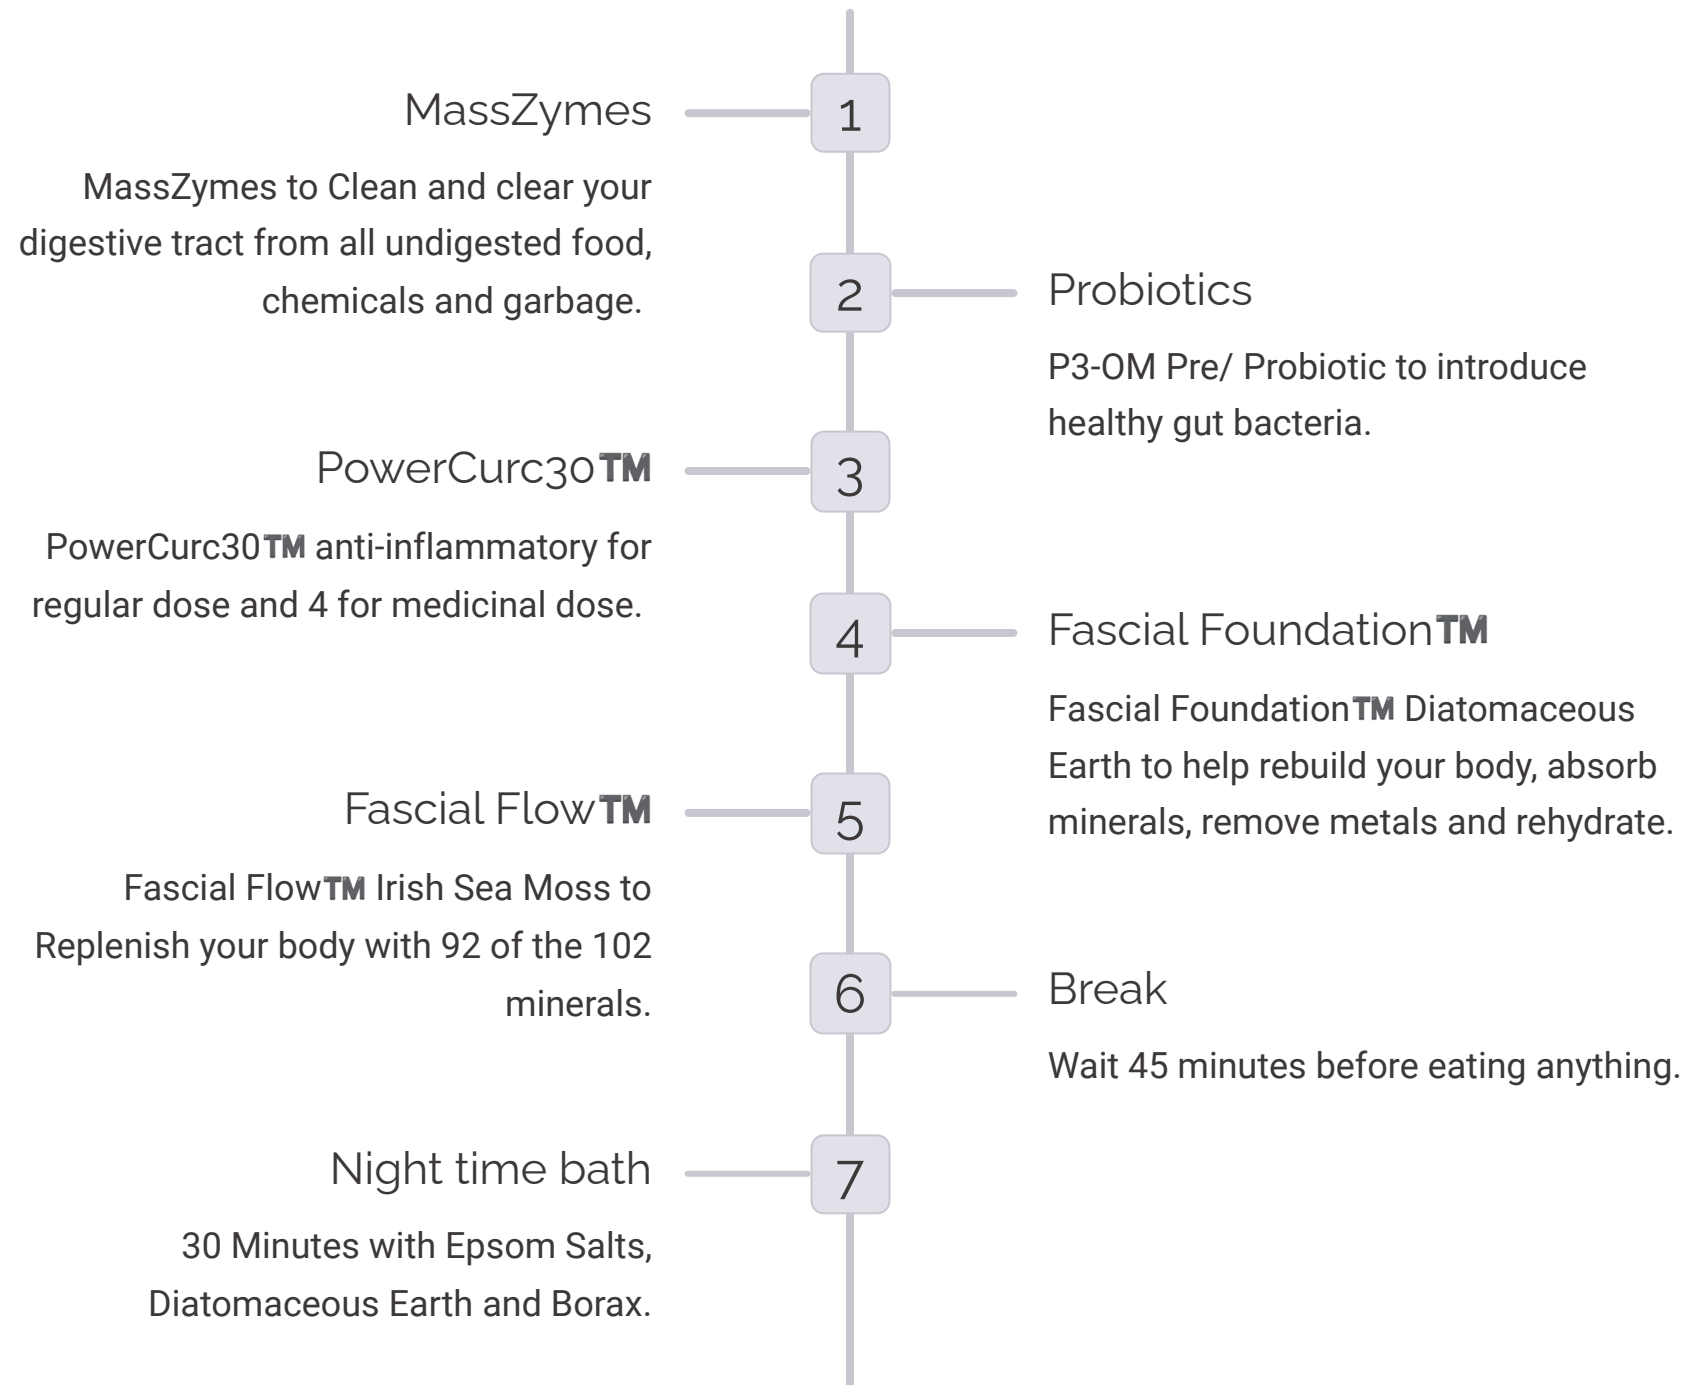 1
MassZymes
MassZymes to Clean and clear your
digestive tract from all undigested food,
chemicals and garbage.
2
Probiotics
P3-OM Pre/ Probiotic to introduce
healthy gut bacteria.
3
PowerCurc30™
PowerCurc30™ anti-inflammatory for
regular dose and 4 for medicinal dose.
4
Fascial Foundation™
Fascial Foundation™ Diatomaceous
Earth to help rebuild your body, absorb
minerals, remove metals and rehydrate.
5
Fascial Flow™
Fascial Flow™ Irish Sea Moss to
Replenish your body with 92 of the 102
minerals.
6
Break
Wait 45 minutes before eating anything.
7
Night time bath
30 Minutes with Epsom Salts,
Diatomaceous Earth and Borax.